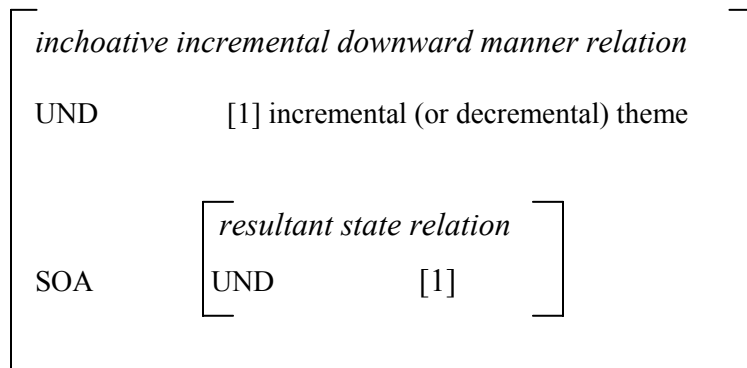 inchoative incremental downward manner relation
UND [1] incremental (or decremental) theme
resultant state relation
SOA UND [1]